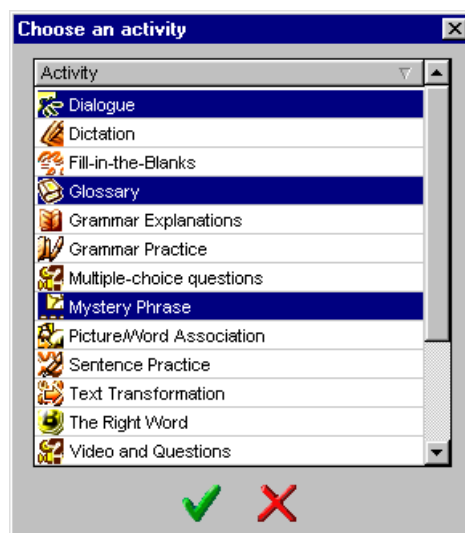 Choose an activity
Activity
Dialogue
Dictation
Fill-in-the-Blanks
Glossary
Grammar Explanations
Grammar Practice
Multiple-choice questions
Mystery Phrase
Picture/Word Association
Sentence Practice
Text Transformation
The Right Word
Video and Questions